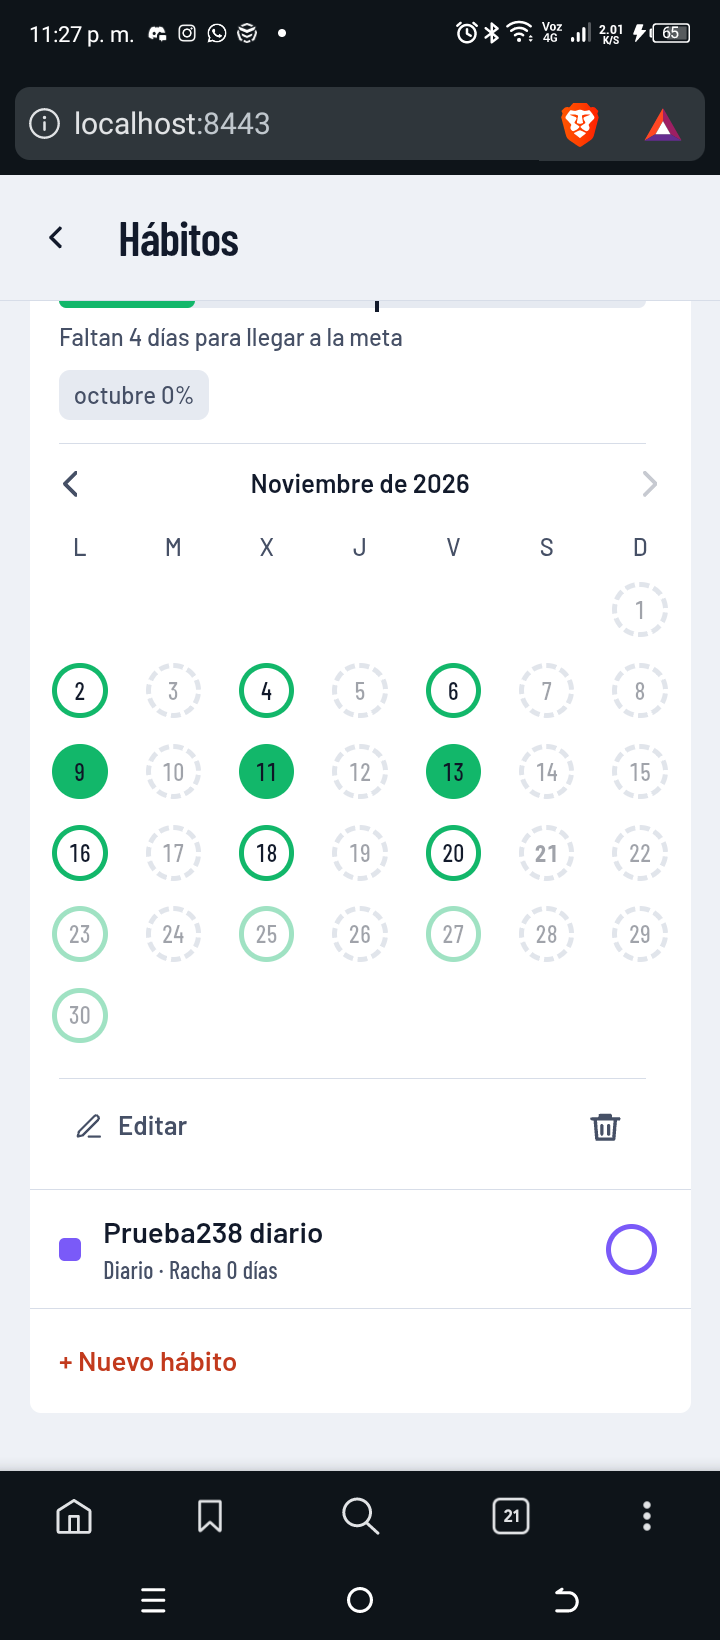 11:27 p. m.
Voz 4G 2.01 K/S 65
localhost:8443
Hábitos
Faltan 4 días para llegar a la meta
octubre 0%
Noviembre de 2026
L M X J V S D
1
2 3 4 5 6 7 8
9 10 11 12 13 14 15
16 17 18 19 20 21 22
23 24 25 26 27 28 29
30
Editar
Prueba238 diario
Diario · Racha 0 días
+ Nuevo hábito
21